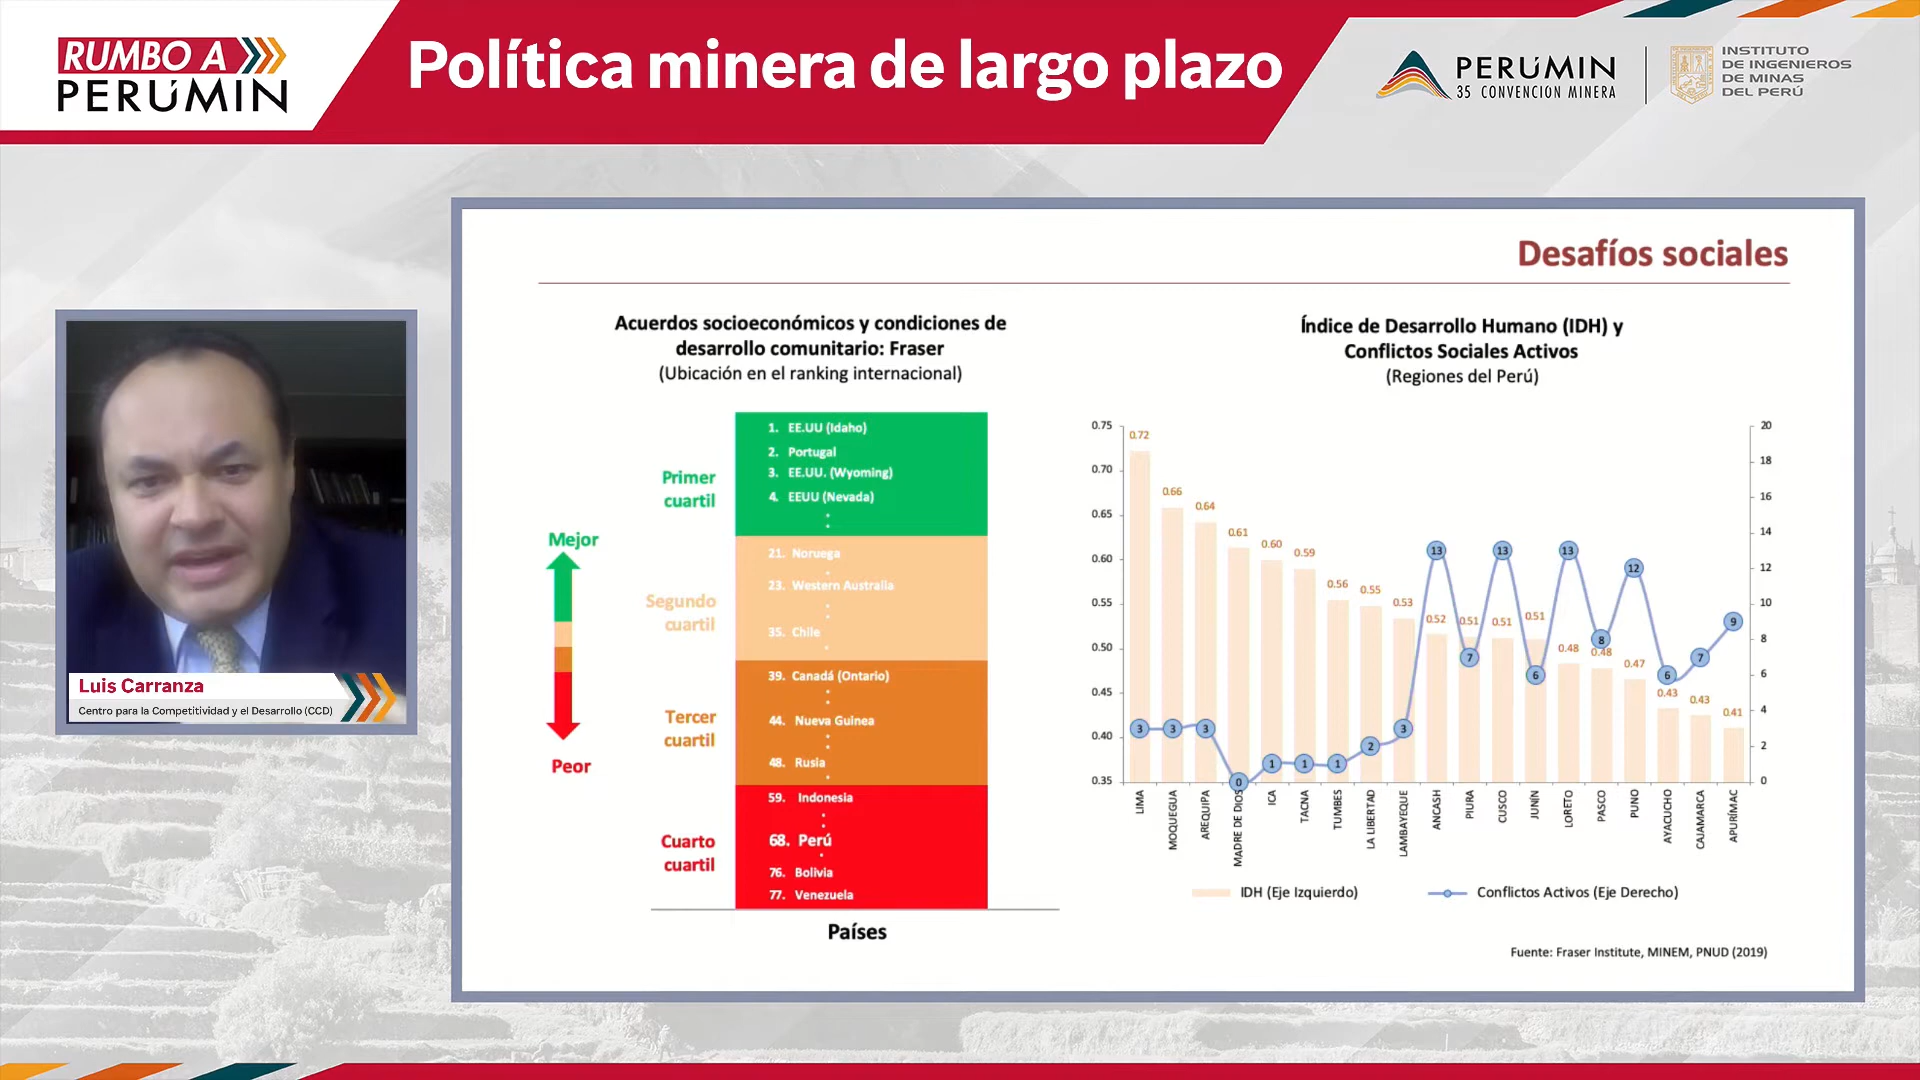 RUMBO A
PERÚMIN
Política minera de largo plazo
PERÚMIN
35 CONVENCIÓN MINERA
INSTITUTO
DE INGENIEROS
DE MINAS
DEL PERÚ
Desafíos sociales
Acuerdos socioeconómicos y condiciones de
desarrollo comunitario: Fraser
(Ubicación en el ranking internacional)
Mejor
Peor
Primer
cuartil
1. EE.UU (Idaho)
2. Portugal
3. EE.UU. (Wyoming)
4. EEUU (Nevada)
Segundo
cuartil
21. Noruega
23. Western Australia
35. Chile
Tercer
cuartil
39. Canadá (Ontario)
44. Nueva Guinea
48. Rusia
Cuarto
cuartil
59. Indonesia
68. Perú
76. Bolivia
77. Venezuela
Países
Índice de Desarrollo Humano (IDH) y
Conflictos Sociales Activos
(Regiones del Perú)
0.75
0.70
0.65
0.60
0.55
0.50
0.45
0.40
0.35
0.72
0.66
0.64
0.61
0.60
0.59
0.56
0.55
0.53
0.52
0.51
0.51
0.51
0.48
0.48
0.47
0.43
0.43
0.41
3
3
3
0
1
1
1
2
3
13
7
13
6
13
8
12
6
7
9
20
18
16
14
12
10
8
6
4
2
0
LIMA
MOQUEGUA
AREQUIPA
MADRE DE DIOS
ICA
TACNA
TUMBES
LA LIBERTAD
LAMBAYEQUE
ANCASH
PIURA
CUSCO
JUNÍN
LORETO
PASCO
PUNO
AYACUCHO
CAJAMARCA
APURÍMAC
IDH (Eje Izquierdo)
Conflictos Activos (Eje Derecho)
Fuente: Fraser Institute, MINEM, PNUD (2019)
Luis Carranza
Centro para la Competitividad y el Desarrollo (CCD)